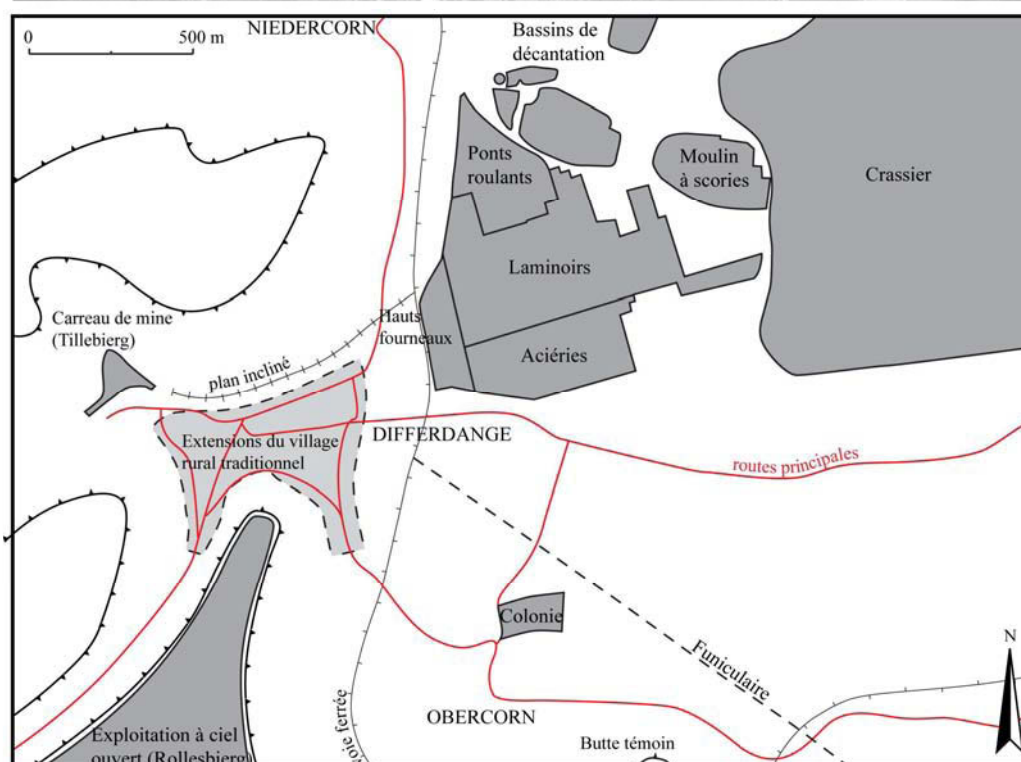 0 500 m
NIEDERCORN
Bassins de
décantation
Ponts
roulants
Moulin
à scories
Crassier
Laminoirs
Carreau de mine
(Tillebierg)
Hauts
fourneaux
Aciéries
plan incliné
DIFFERDANGE
Extensions du village
rural traditionnel
routes principales
Colonie
N
Funiculaire
OBERCORN
voie ferrée
Exploitation à ciel
ouvert (Rollesbierg)
Butte témoin